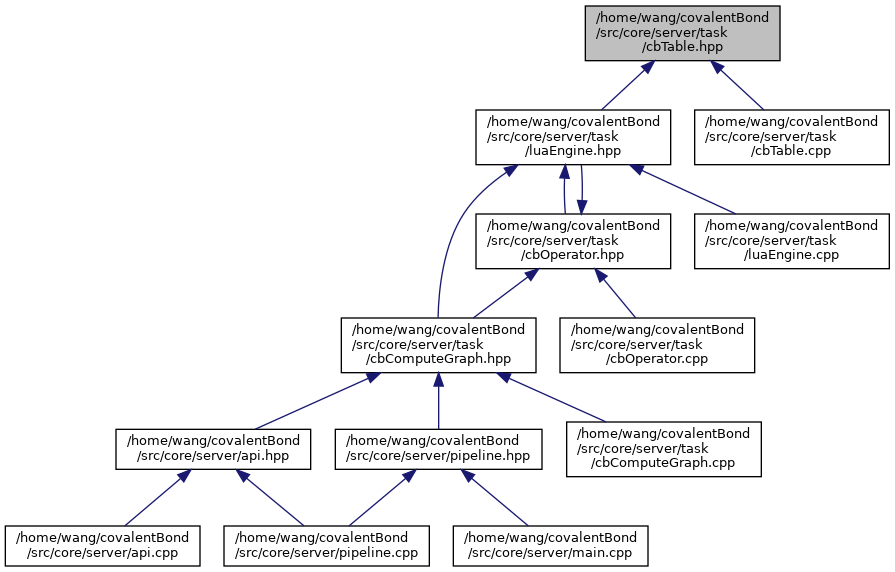 /home/wang/covalentBond
/src/core/server/task
/cbTable.hpp
/home/wang/covalentBond
/src/core/server/task
/luaEngine.hpp
/home/wang/covalentBond
/src/core/server/task
/cbTable.cpp
/home/wang/covalentBond
/src/core/server/task
/cbOperator.hpp
/home/wang/covalentBond
/src/core/server/task
/luaEngine.cpp
/home/wang/covalentBond
/src/core/server/task
/cbComputeGraph.hpp
/home/wang/covalentBond
/src/core/server/task
/cbOperator.cpp
/home/wang/covalentBond
/src/core/server/api.hpp
/home/wang/covalentBond
/src/core/server/pipeline.hpp
/home/wang/covalentBond
/src/core/server/task
/cbComputeGraph.cpp
/home/wang/covalentBond
/src/core/server/api.cpp
/home/wang/covalentBond
/src/core/server/pipeline.cpp
/home/wang/covalentBond
/src/core/server/main.cpp